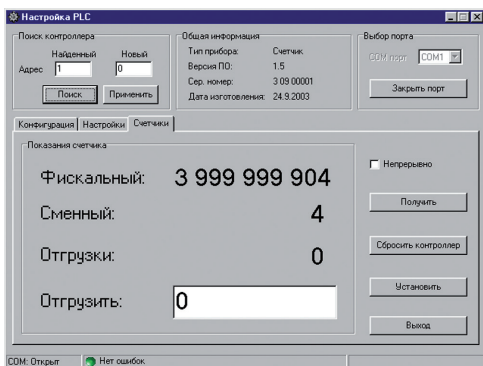 Настройка PLC
Поиск контроллера
Найденный Новый
Адрес 1 0
Поиск Применить
Общая информация
Тип прибора: Счетчик
Версия ПО: 1.5
Сер. номер: 3 09 00001
Дата изготовления: 24.9.2003
Выбор порта
COM порт COM1
Закрыть порт
Конфигурация Настройки Счетчики
Показания счетчика
Фискальный: 3 999 999 904
Сменный: 4
Отгрузки: 0
Отгрузить: 0
Непрерывно
Получить
Сбросить контроллер
Установить
Выход
COM: Открыт Нет ошибок